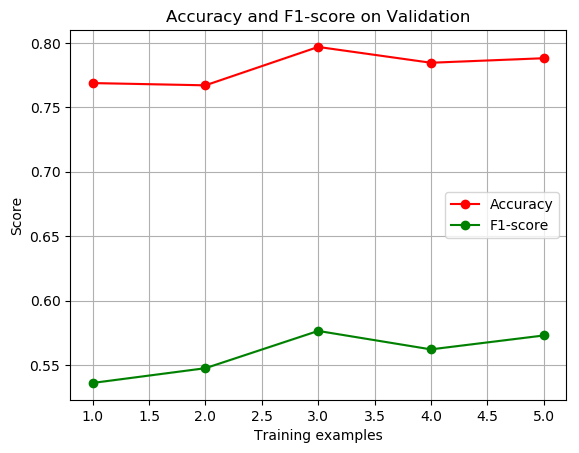 Accuracy and F1-score on Validation
0.80
0.75
0.70
0.65
0.60
0.55
Score
Accuracy
F1-score
1.0 1.5 2.0 2.5 3.0 3.5 4.0 4.5 5.0
Training examples